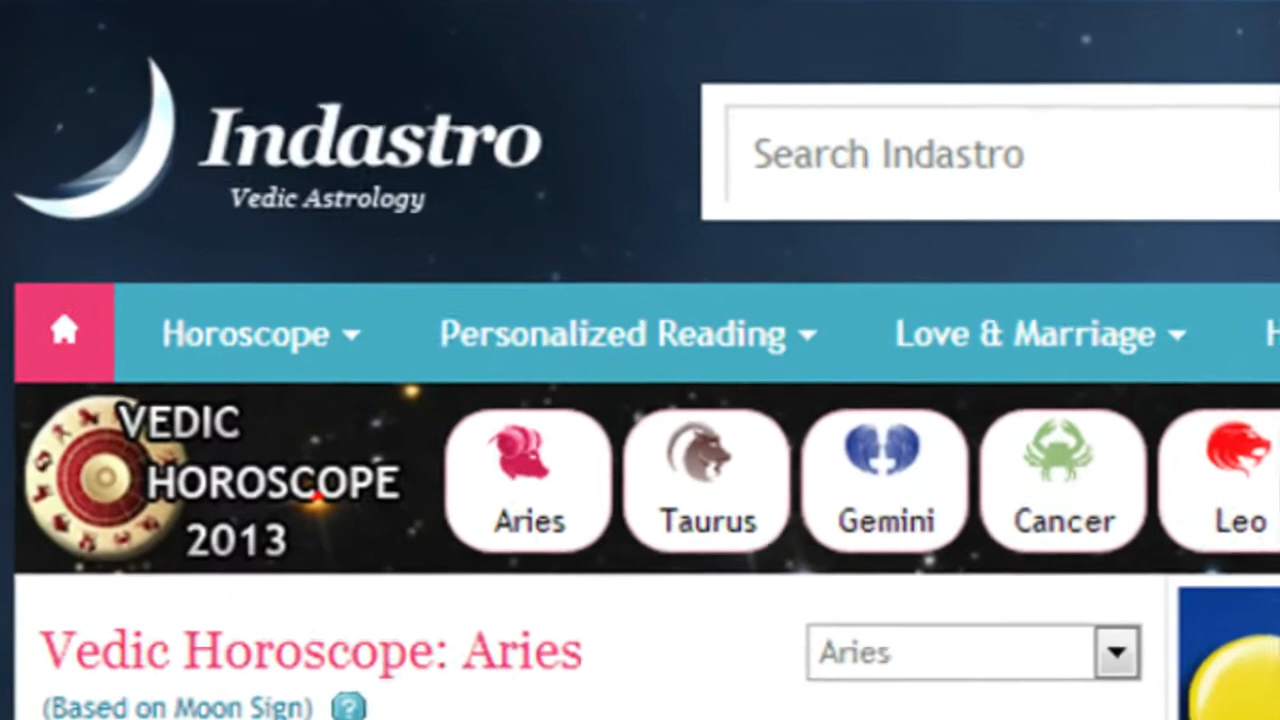 Indastro
Vedic Astrology
Search Indastro
Horoscope Personalized Reading Love & Marriage H
VEDIC
HOROSCOPE
2013
Aries Taurus Gemini Cancer Leo
Vedic Horoscope: Aries
Aries
(Based on Moon Sign) ?